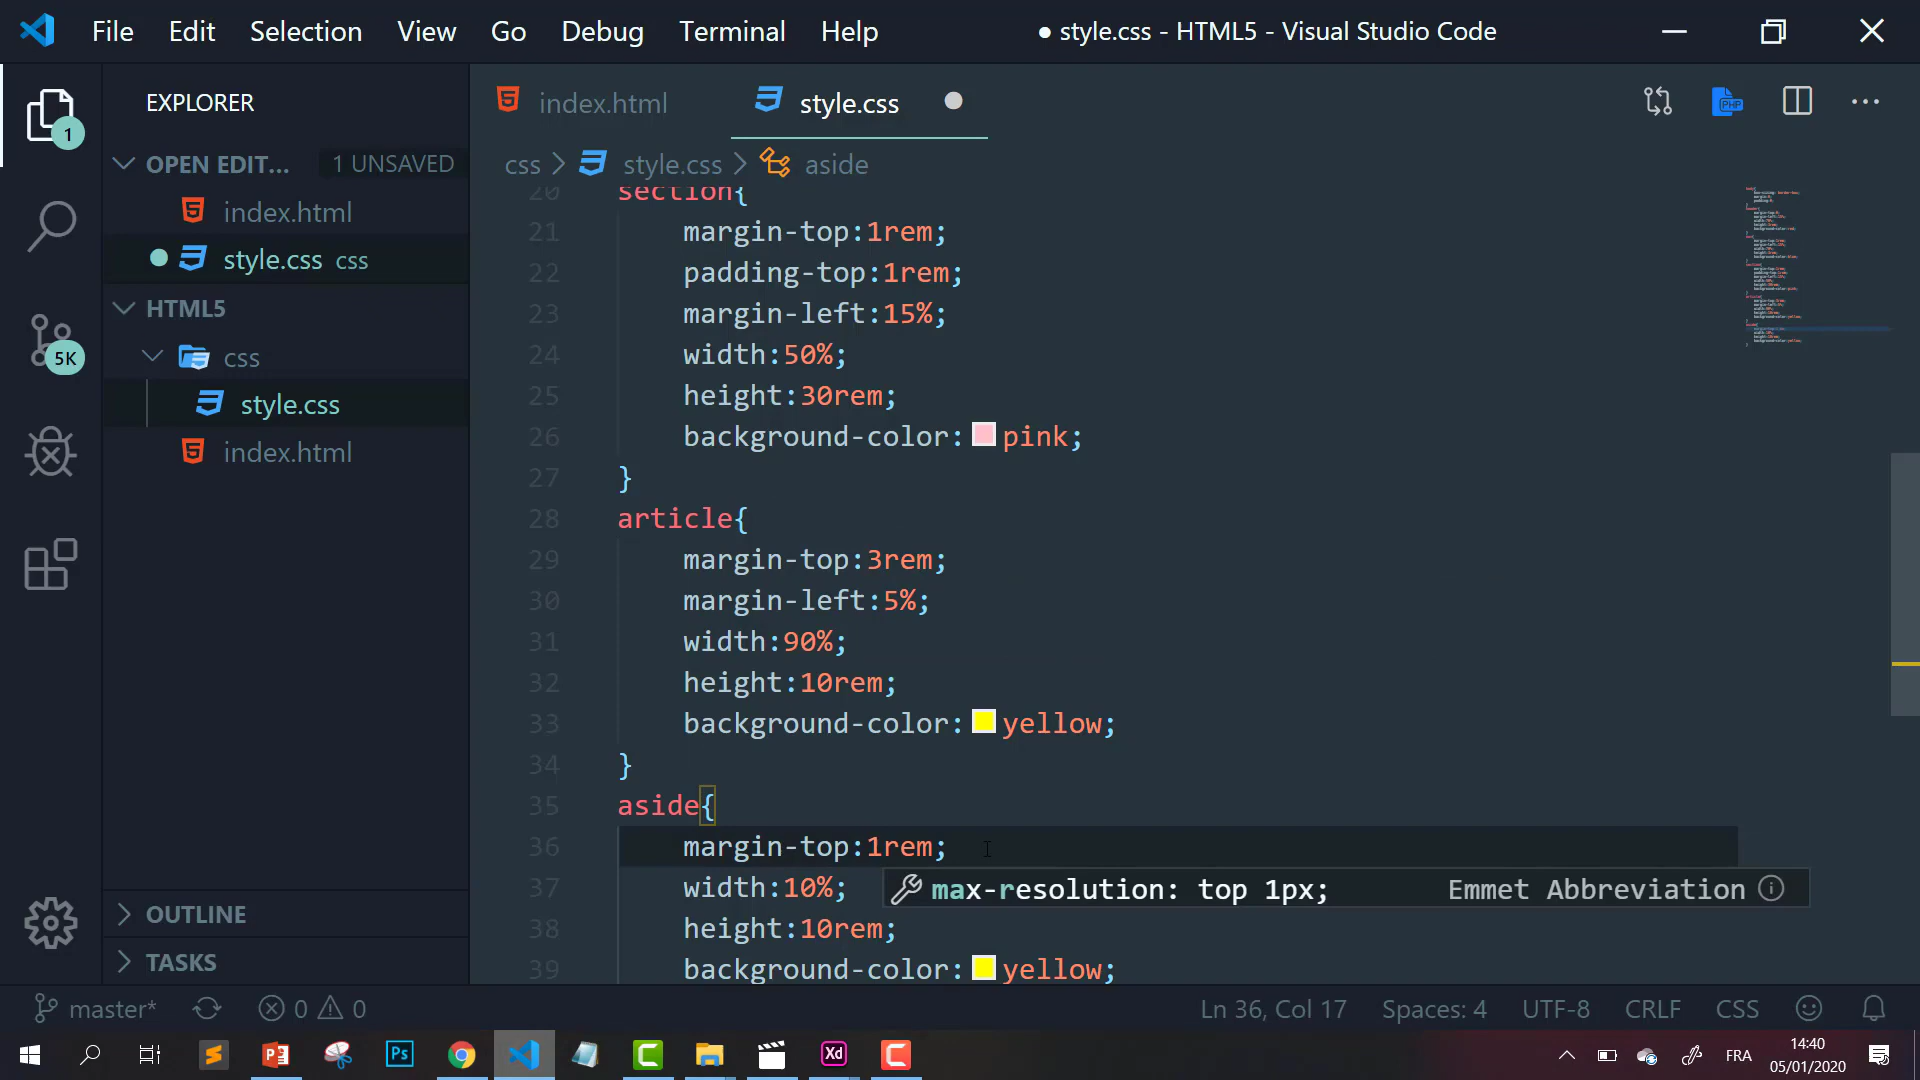 File Edit Selection View Go Debug Terminal Help ● style.css - HTML5 - Visual Studio Code
EXPLORER
1
OPEN EDIT... 1 UNSAVED
index.html
style.css css
HTML5
5K
css
style.css
index.html
OUTLINE
TASKS
index.html style.css
PHP
css > style.css > aside
20 section{
21 margin-top:1rem;
22 padding-top:1rem;
23 margin-left:15%;
24 width:50%;
25 height:30rem;
26 background-color: pink;
27 }
28 article{
29 margin-top:3rem;
30 margin-left:5%;
31 width:90%;
32 height:10rem;
33 background-color: yellow;
34 }
35 aside{
36 margin-top:1rem;
37 width:10%;
max-resolution: top 1px; Emmet Abbreviation
38 height:10rem;
39 background-color: yellow;
master* 0 0 Ln 36, Col 17 Spaces: 4 UTF-8 CRLF CSS
Ps Xd FRA 14:40
05/01/2020